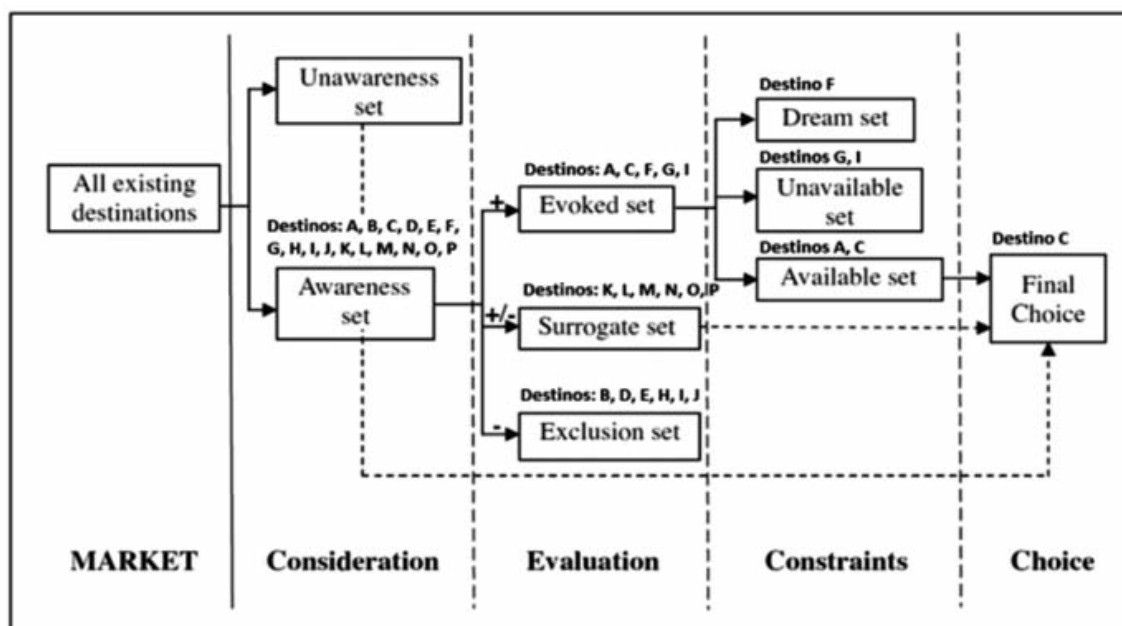 Unawareness
set
All existing
destinations
Destinos: A, B, C, D, E, F,
G, H, I, J, K, L, M, N, O, P
Awareness
set
Destinos: A, C, F, G, I
+
Evoked set
Destinos: K, L, M, N, O, P
+/-
Surrogate set
Destinos: B, D, E, H, I, J
-
Exclusion set
Destino F
Dream set
Destinos G, I
Unavailable
set
Destinos A, C
Available set
Destino C
Final
Choice
MARKET
Consideration
Evaluation
Constraints
Choice